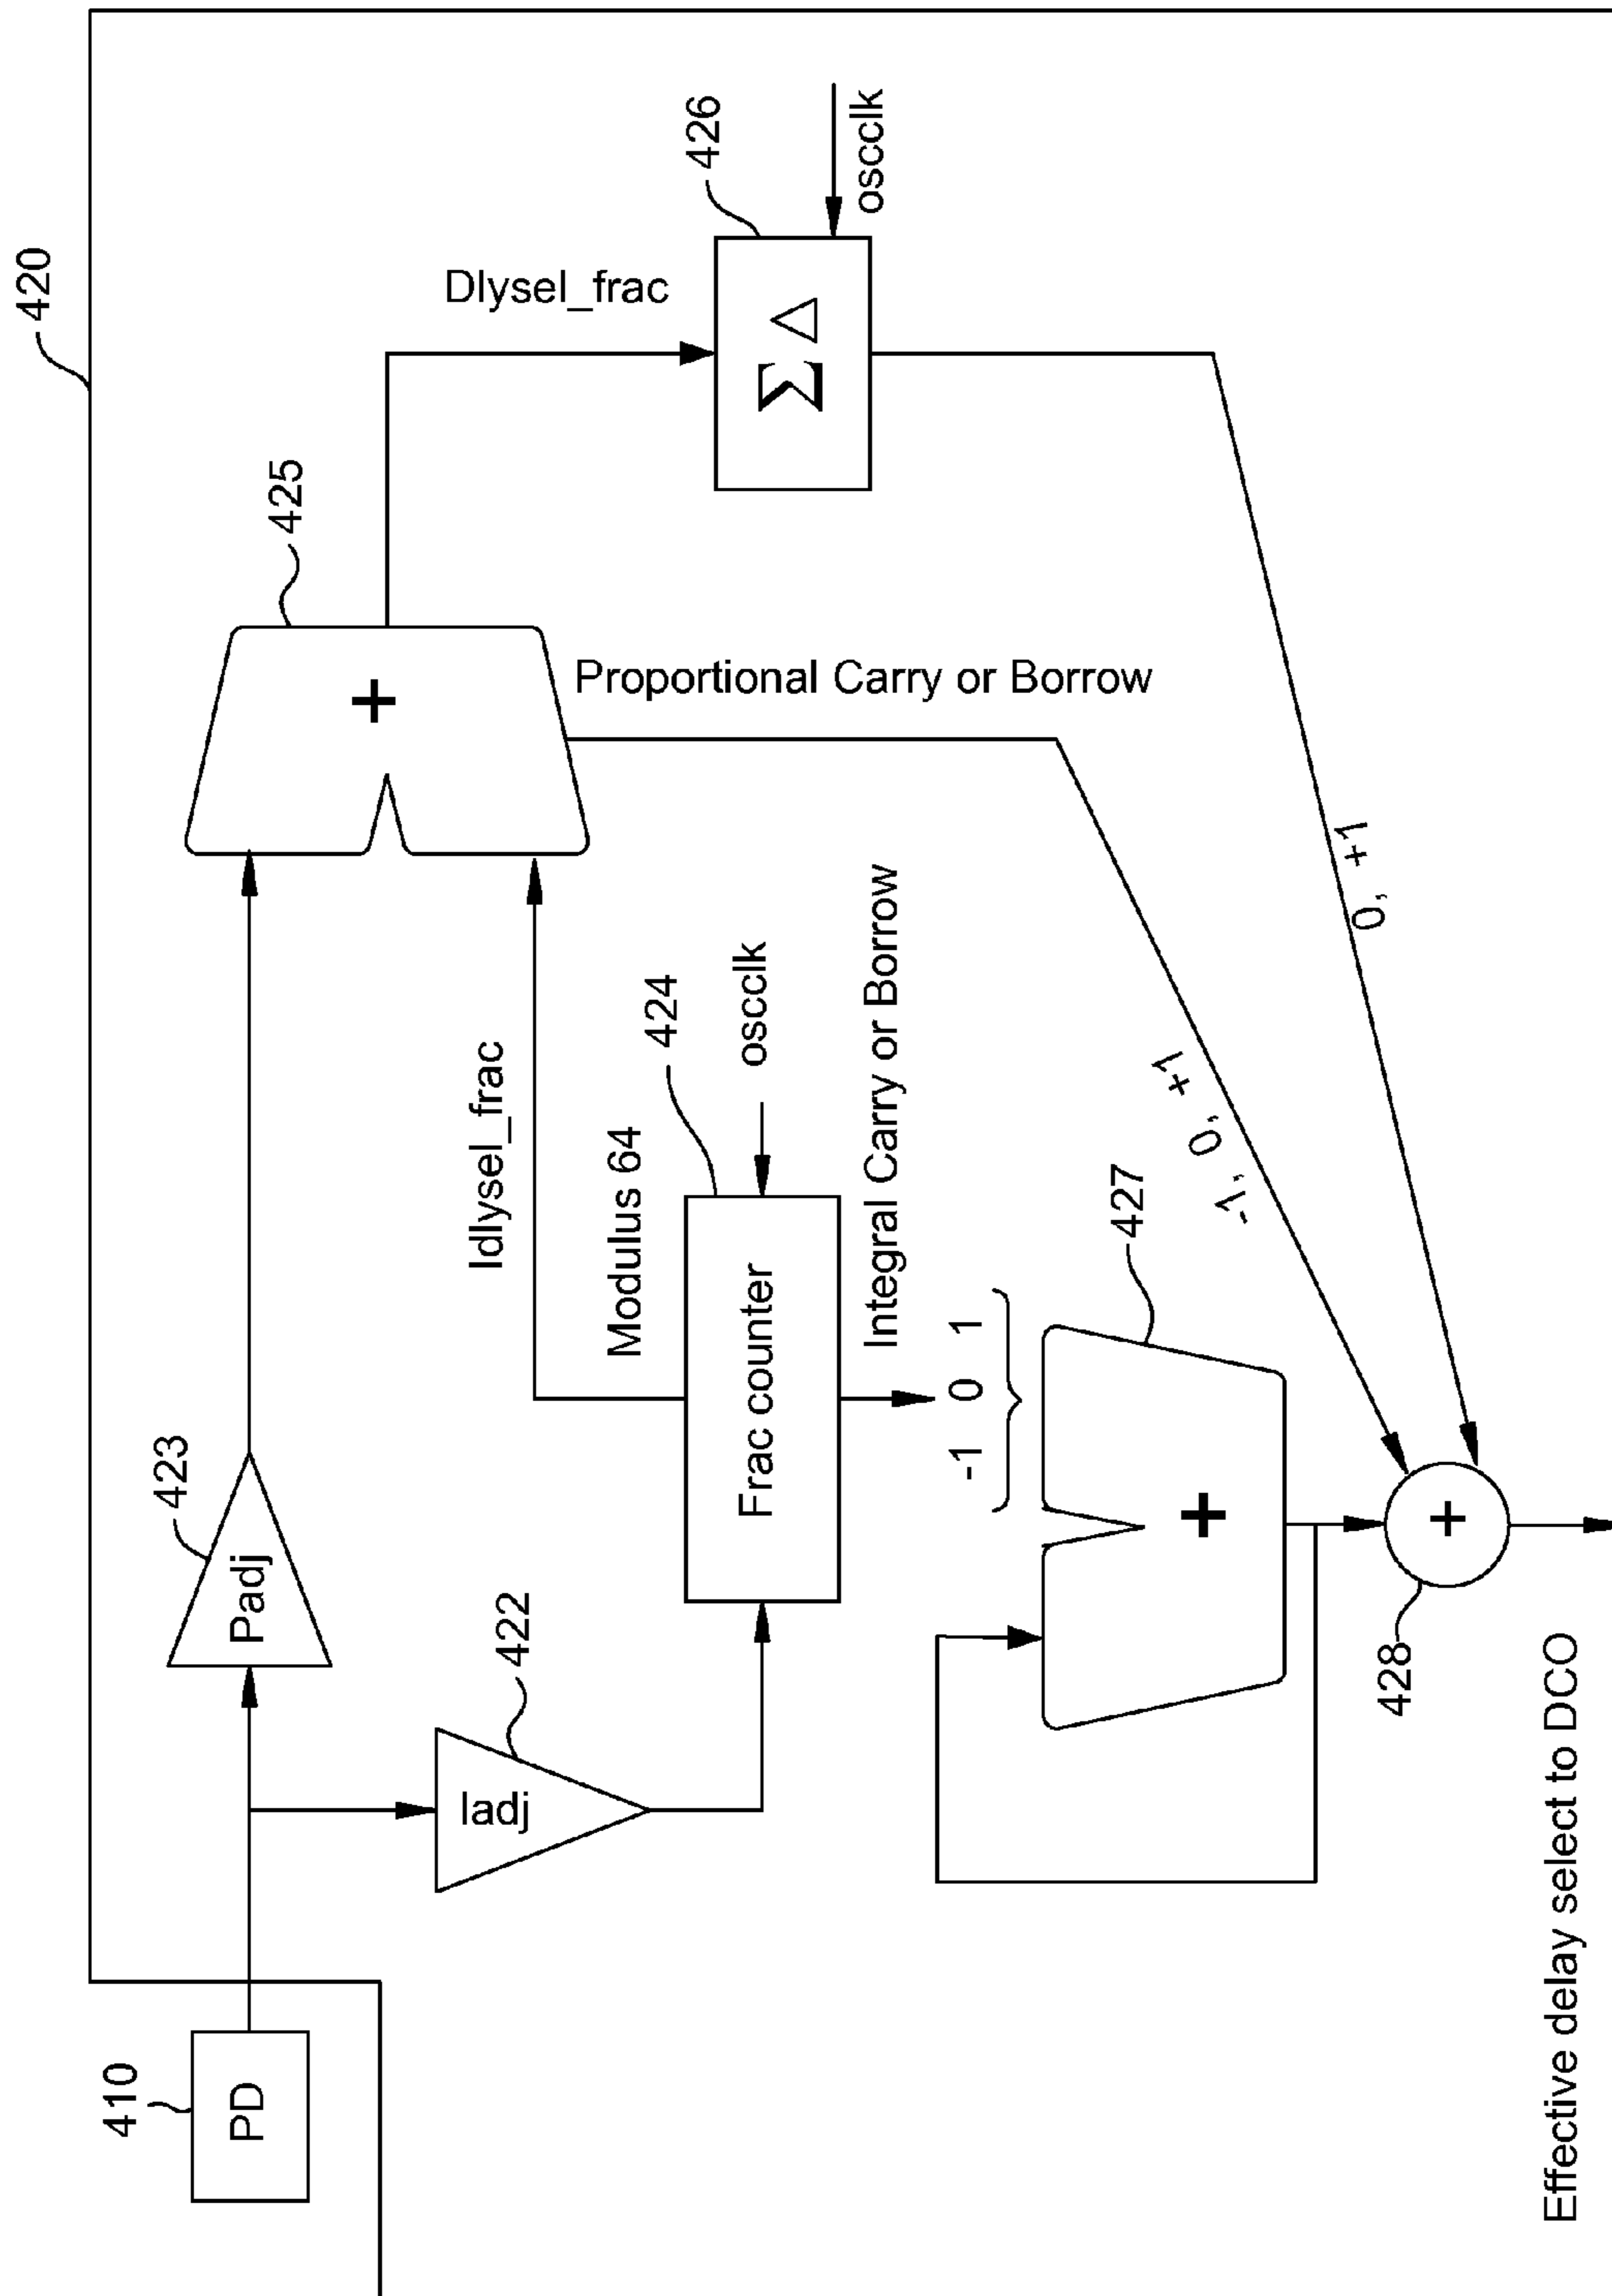 420
410
PD
423
Padj
422
Iadj
425
+
Idlysel_frac
Modulus 64
424
oscclk
Frac counter
Integral Carry or Borrow
Proportional Carry or Borrow
Dlysel_frac
426
Σ Δ
oscclk
-1 0 1
427
+
-1, 0, +1
0, +1
428
+
Effective delay select to DCO